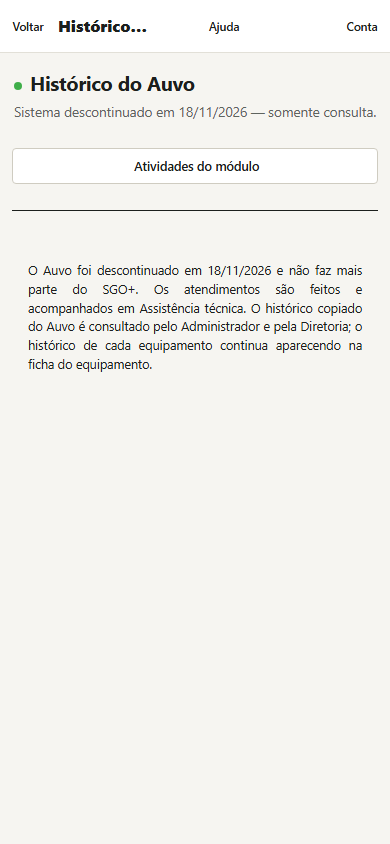 Voltar Histórico... Ajuda Conta
Histórico do Auvo
Sistema descontinuado em 18/11/2026 — somente consulta.
Atividades do módulo
O Auvo foi descontinuado em 18/11/2026 e não faz mais
parte do SGO+. Os atendimentos são feitos e
acompanhados em Assistência técnica. O histórico copiado
do Auvo é consultado pelo Administrador e pela Diretoria; o
histórico de cada equipamento continua aparecendo na
ficha do equipamento.